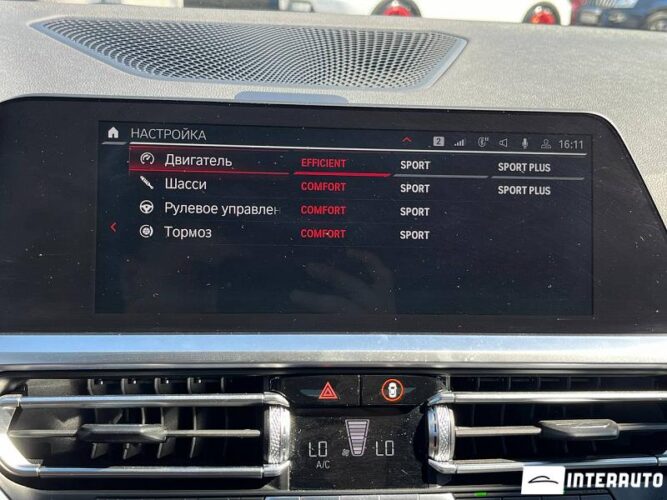 НАСТРОЙКА 2 16:11
Двигатель EFFICIENT SPORT SPORT PLUS
Шасси COMFORT SPORT SPORT PLUS
Рулевое управлен COMFORT SPORT
Тормоз COMFORT SPORT
LO LO
A/C
INTERAUTO